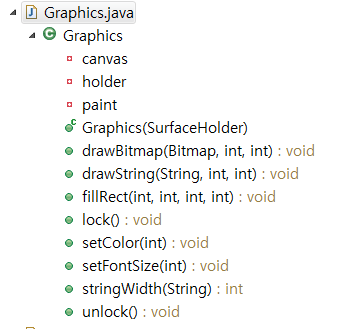 Graphics.java
Graphics
canvas
holder
paint
Graphics(SurfaceHolder)
drawBitmap(Bitmap, int, int) : void
drawString(String, int, int) : void
fillRect(int, int, int, int) : void
lock() : void
setColor(int) : void
setFontSize(int) : void
stringWidth(String) : int
unlock() : void